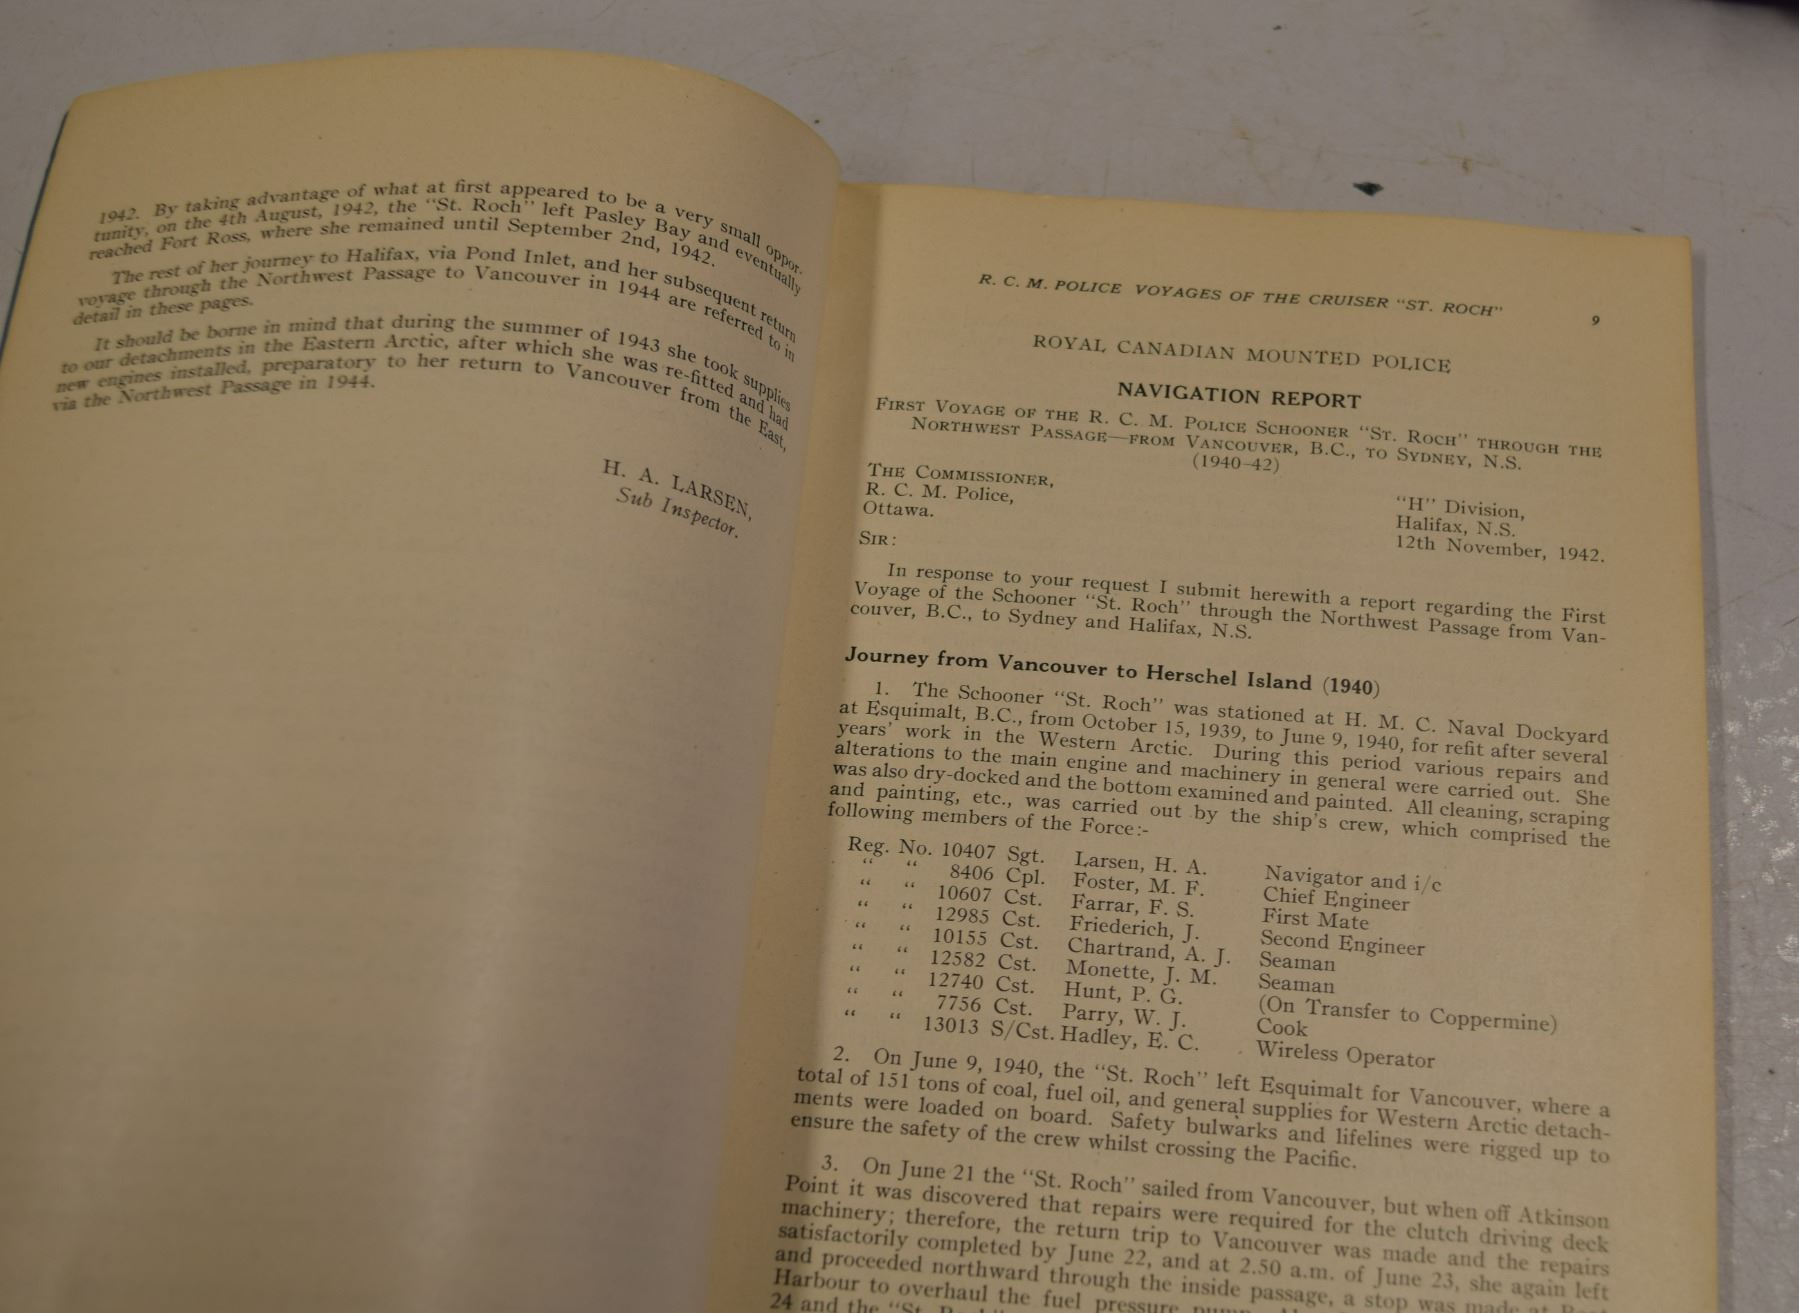 1942. By taking advantage of what at first appeared to be a very small oppor-
tunity, on the 4th August, 1942, the "St. Roch" left Pasley Bay and eventually
reached Fort Ross, where she remained until September 2nd, 1942.
The rest of her journey to Halifax, via Pond Inlet, and her subsequent return
voyage through the Northwest Passage to Vancouver in 1944 are referred to in
detail in these pages.
It should be borne in mind that during the summer of 1943 she took supplies
to our detachments in the Eastern Arctic, after which she was re-fitted and had
new engines installed, preparatory to her return to Vancouver from the East,
via the Northwest Passage in 1944.
H. A. LARSEN,
Sub Inspector.
R. C. M. POLICE VOYAGES OF THE CRUISER "ST. ROCH"
9
ROYAL CANADIAN MOUNTED POLICE
NAVIGATION REPORT
FIRST VOYAGE OF THE R. C. M. POLICE SCHOONER "ST. ROCH" THROUGH THE
NORTHWEST PASSAGE—FROM VANCOUVER, B.C., TO SYDNEY, N.S.
(1940-42)
THE COMMISSIONER,
R. C. M. Police,
Ottawa.
"H" Division,
Halifax, N.S.
12th November, 1942.
SIR:
In response to your request I submit herewith a report regarding the First
Voyage of the Schooner "St. Roch" through the Northwest Passage from Van-
couver, B.C., to Sydney and Halifax, N.S.
Journey from Vancouver to Herschel Island (1940)
1. The Schooner "St. Roch" was stationed at H. M. C. Naval Dockyard
at Esquimalt, B.C., from October 15, 1939, to June 9, 1940, for refit after several
years' work in the Western Arctic. During this period various repairs and
alterations to the main engine and machinery in general were carried out. She
was also dry-docked and the bottom examined and painted. All cleaning, scraping
and painting, etc., was carried out by the ship's crew, which comprised the
following members of the Force:-
Reg. No. 10407 Sgt. Larsen, H. A. Navigator and i/c
" " 8406 Cpl. Foster, M. F. Chief Engineer
" " 10607 Cst. Farrar, F. S. First Mate
" " 12985 Cst. Friederich, J. Second Engineer
" " 10155 Cst. Chartrand, A. J. Seaman
" " 12582 Cst. Monette, J. M. Seaman
" " 12740 Cst. Hunt, P. G. (On Transfer to Coppermine)
" " 7756 Cst. Parry, W. J. Cook
" " 13013 S/Cst. Hadley, E. C. Wireless Operator
2. On June 9, 1940, the "St. Roch" left Esquimalt for Vancouver, where a
total of 151 tons of coal, fuel oil, and general supplies for Western Arctic detach-
ments were loaded on board. Safety bulwarks and lifelines were rigged up to
ensure the safety of the crew whilst crossing the Pacific.
3. On June 21 the "St. Roch" sailed from Vancouver, but when off Atkinson
Point it was discovered that repairs were required for the clutch driving deck
machinery; therefore, the return trip to Vancouver was made and the repairs
satisfactorily completed by June 22, and at 2.50 a.m. of June 23, she again left
and proceeded northward through the inside passage, a stop was made at
Harbour to overhaul the fuel pressure pump.
24 and the "St.